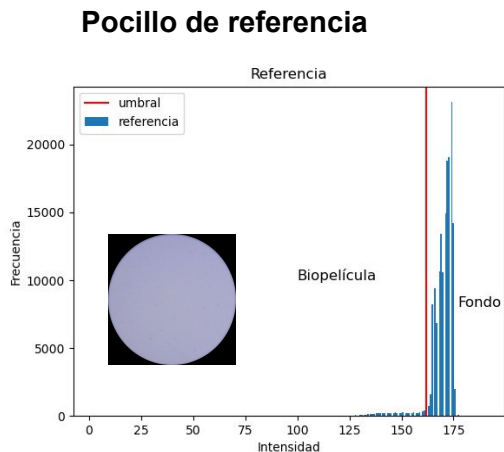 Pocillo de referencia
Referencia
umbral
referencia
20000
15000
10000
5000
0
Frecuencia
Biopelícula
Fondo
0 25 50 75 100 125 150 175
Intensidad